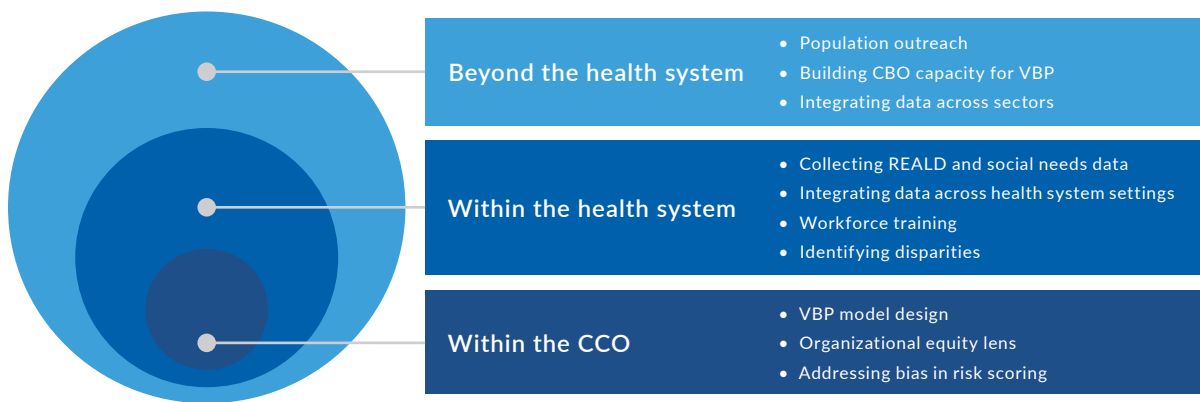 Beyond the health system
• Population outreach
• Building CBO capacity for VBP
• Integrating data across sectors
Within the health system
• Collecting REALD and social needs data
• Integrating data across health system settings
• Workforce training
• Identifying disparities
Within the CCO
• VBP model design
• Organizational equity lens
• Addressing bias in risk scoring